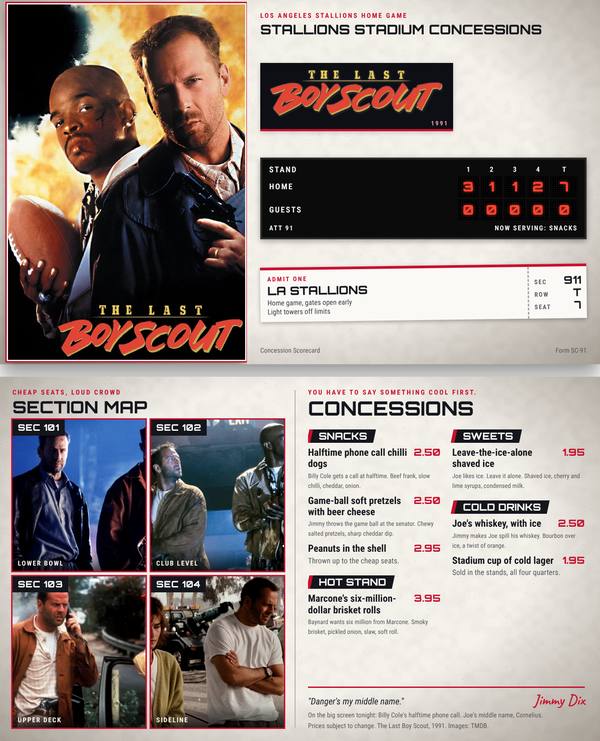 THE LAST
BOY SCOUT
LOS ANGELES STALLIONS HOME GAME
STALLIONS STADIUM CONCESSIONS
THE LAST
BOY SCOUT
1991
STAND 1 2 3 4 T
HOME 3 1 1 2 7
GUESTS 0 0 0 0 0
ATT 91 NOW SERVING: SNACKS
ADMIT ONE
LA STALLIONS
Home game, gates open early
Light towers off limits
SEC 911
ROW T
SEAT 7
Concession Scorecard Form SC-91
CHEAP SEATS, LOUD CROWD
SECTION MAP
SEC 101
LOWER BOWL
SEC 102
EXIT
CLUB LEVEL
SEC 103
UPPER DECK
SEC 104
SIDELINE
YOU HAVE TO SAY SOMETHING COOL FIRST.
CONCESSIONS
SNACKS
Halftime phone call chilli 2.50
dogs
Billy Cole gets a call at halftime. Beef frank, slow
chilli, cheddar, onion.
Game-ball soft pretzels 2.50
with beer cheese
Jimmy throws the game ball at the senator. Chewy
salted pretzels, sharp cheddar dip.
Peanuts in the shell 2.95
Thrown up to the cheap seats.
HOT STAND
Marcone's six-million- 3.95
dollar brisket rolls
Baynard wants six million from Marcone. Smoky
brisket, pickled onion, slaw, soft roll.
SWEETS
Leave-the-ice-alone 1.95
shaved ice
Joe likes ice. Leave it alone. Shaved ice, cherry and
lime syrups, condensed milk.
COLD DRINKS
Joe's whiskey, with ice 2.50
Jimmy makes Joe spill his whiskey. Bourbon over
ice, a twist of orange.
Stadium cup of cold lager 1.95
Sold in the stands, all four quarters.
"Danger's my middle name." Jimmy Dix
On the big screen tonight: Billy Cole's halftime phone call. Joe's middle name, Cornelius.
Prices subject to change. The Last Boy Scout, 1991. Images: TMDB.